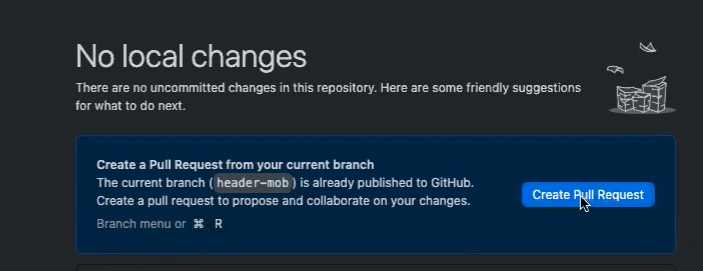 No local changes
There are no uncommitted changes in this repository. Here are some friendly suggestions
for what to do next.
Create a Pull Request from your current branch
The current branch (header-mob) is already published to GitHub.
Create a pull request to propose and collaborate on your changes.
Branch menu or ⌘ R
Create Pull Request